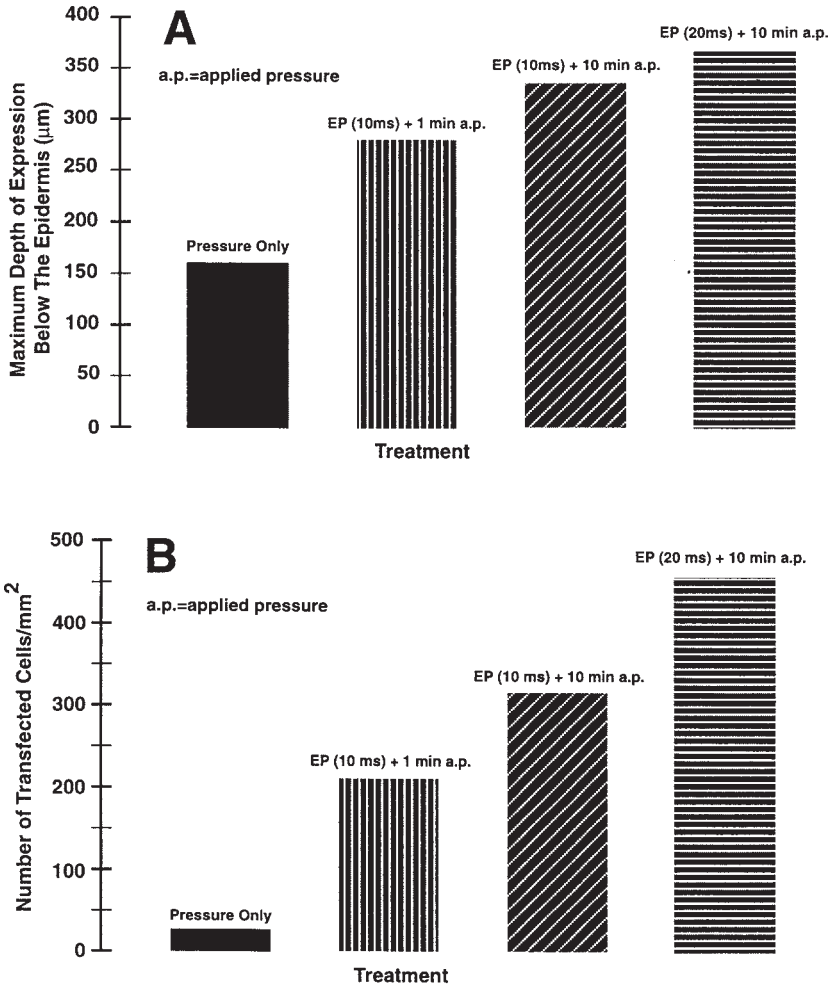 A
a.p.=applied pressure
Maximum Depth of Expression
Below The Epidermis (μm)
400
350
300
250
200
150
100
50
0
Pressure Only
EP (10ms) + 1 min a.p.
EP (10ms) + 10 min a.p.
EP (20ms) + 10 min a.p.
Treatment
B
a.p.=applied pressure
Number of Transfected Cells/mm²
500
400
300
200
100
0
Pressure Only
EP (10 ms) + 1 min a.p.
EP (10 ms) + 10 min a.p.
EP (20 ms) + 10 min a.p.
Treatment